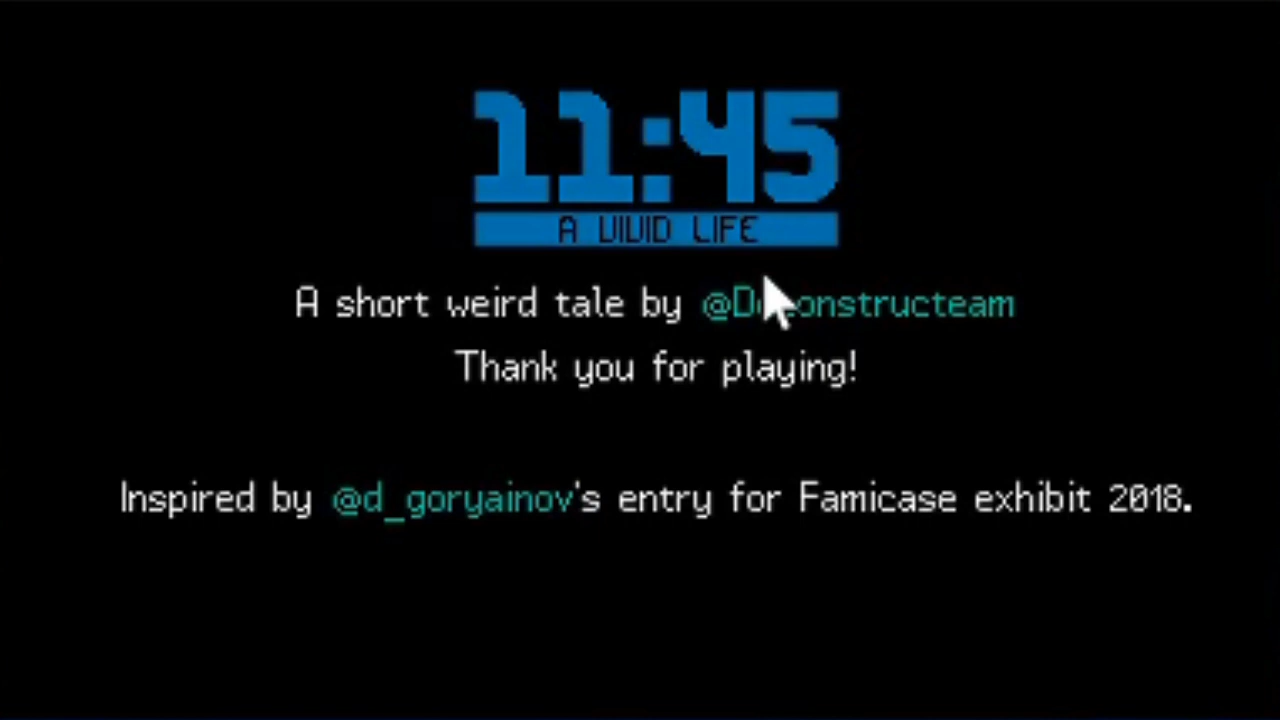 11:45
A VIVID LIFE
A short weird tale by @Deconstructeam
Thank you for playing!
Inspired by @d_goryainov's entry for Famicase exhibit 2018.